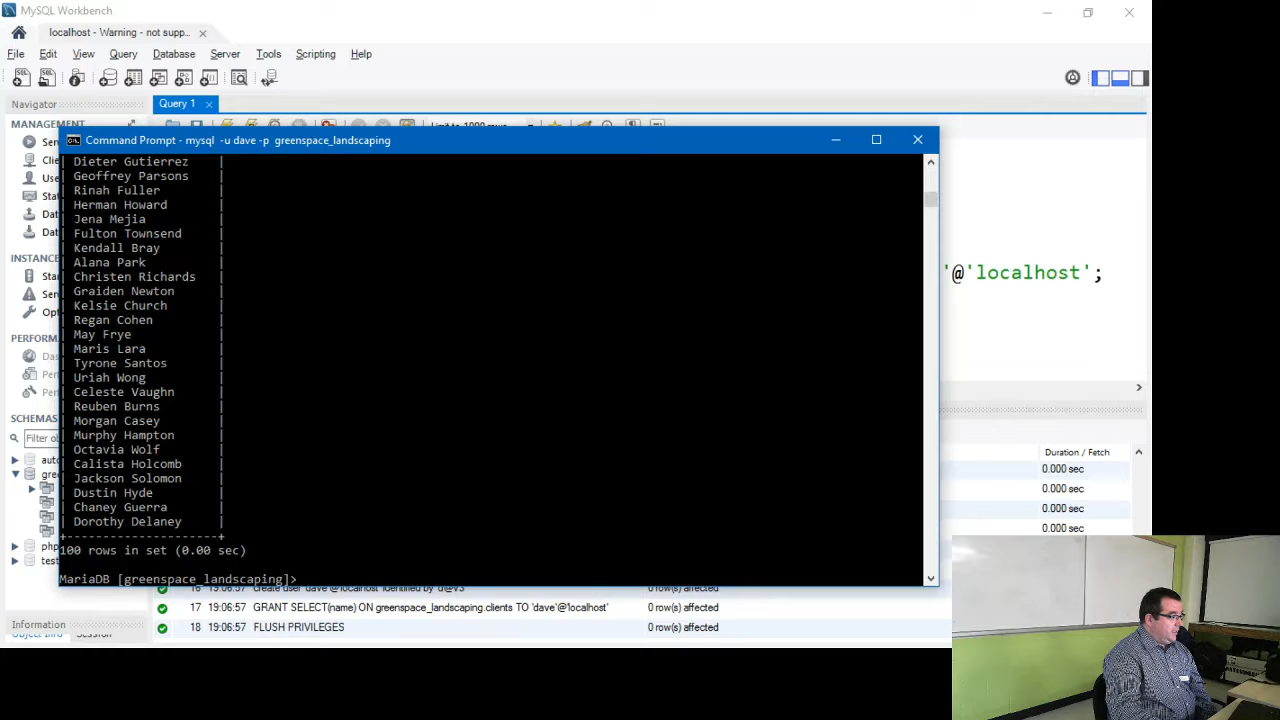 MySQL Workbench
localhost - Warning - not supp..
File Edit View Query Database Server Tools Scripting Help
Navigator
Query 1
MANAGEMENT
INSTANCE
PERFORM
SCHEMAS
Filter ob
Information
Command Prompt - mysql -u dave -p greenspace_landscaping
| Dieter Gutierrez |
| Geoffrey Parsons |
| Rinah Fuller |
| Herman Howard |
| Jena Mejia |
| Fulton Townsend |
| Kendall Bray |
| Alana Park |
| Christen Richards |
| Graiden Newton |
| Kelsie Church |
| Regan Cohen |
| May Frye |
| Maris Lara |
| Tyrone Santos |
| Uriah Wong |
| Celeste Vaughn |
| Reuben Burns |
| Morgan Casey |
| Murphy Hampton |
| Octavia Wolf |
| Calista Holcomb |
| Jackson Solomon |
| Dustin Hyde |
| Chaney Guerra |
| Dorothy Delaney |
+---------------------+
100 rows in set (0.00 sec)
MariaDB [greenspace_landscaping]>
'@'localhost';
Duration / Fetch
0.000 sec
0.000 sec
0.000 sec
0.000 sec
17 19:06:57 GRANT SELECT(name) ON greenspace_landscaping.clients TO 'dave'@'localhost' 0 row(s) affected
18 19:06:57 FLUSH PRIVILEGES 0 row(s) affected